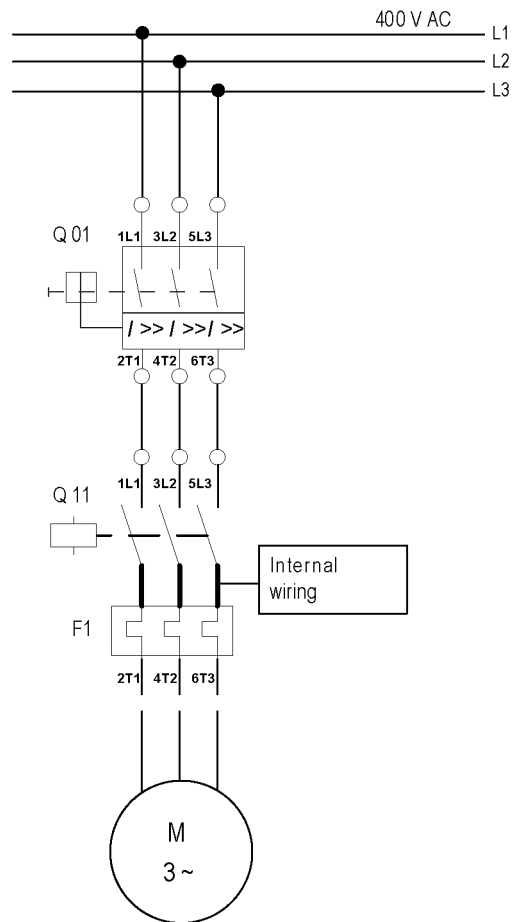 400 V AC
L1
L2
L3
Q 01
1L1 3L2 5L3
I >> I >> I >>
2T1 4T2 6T3
1L1 3L2 5L3
Q 11
Internal
wiring
F1
2T1 4T2 6T3
M
3 ~